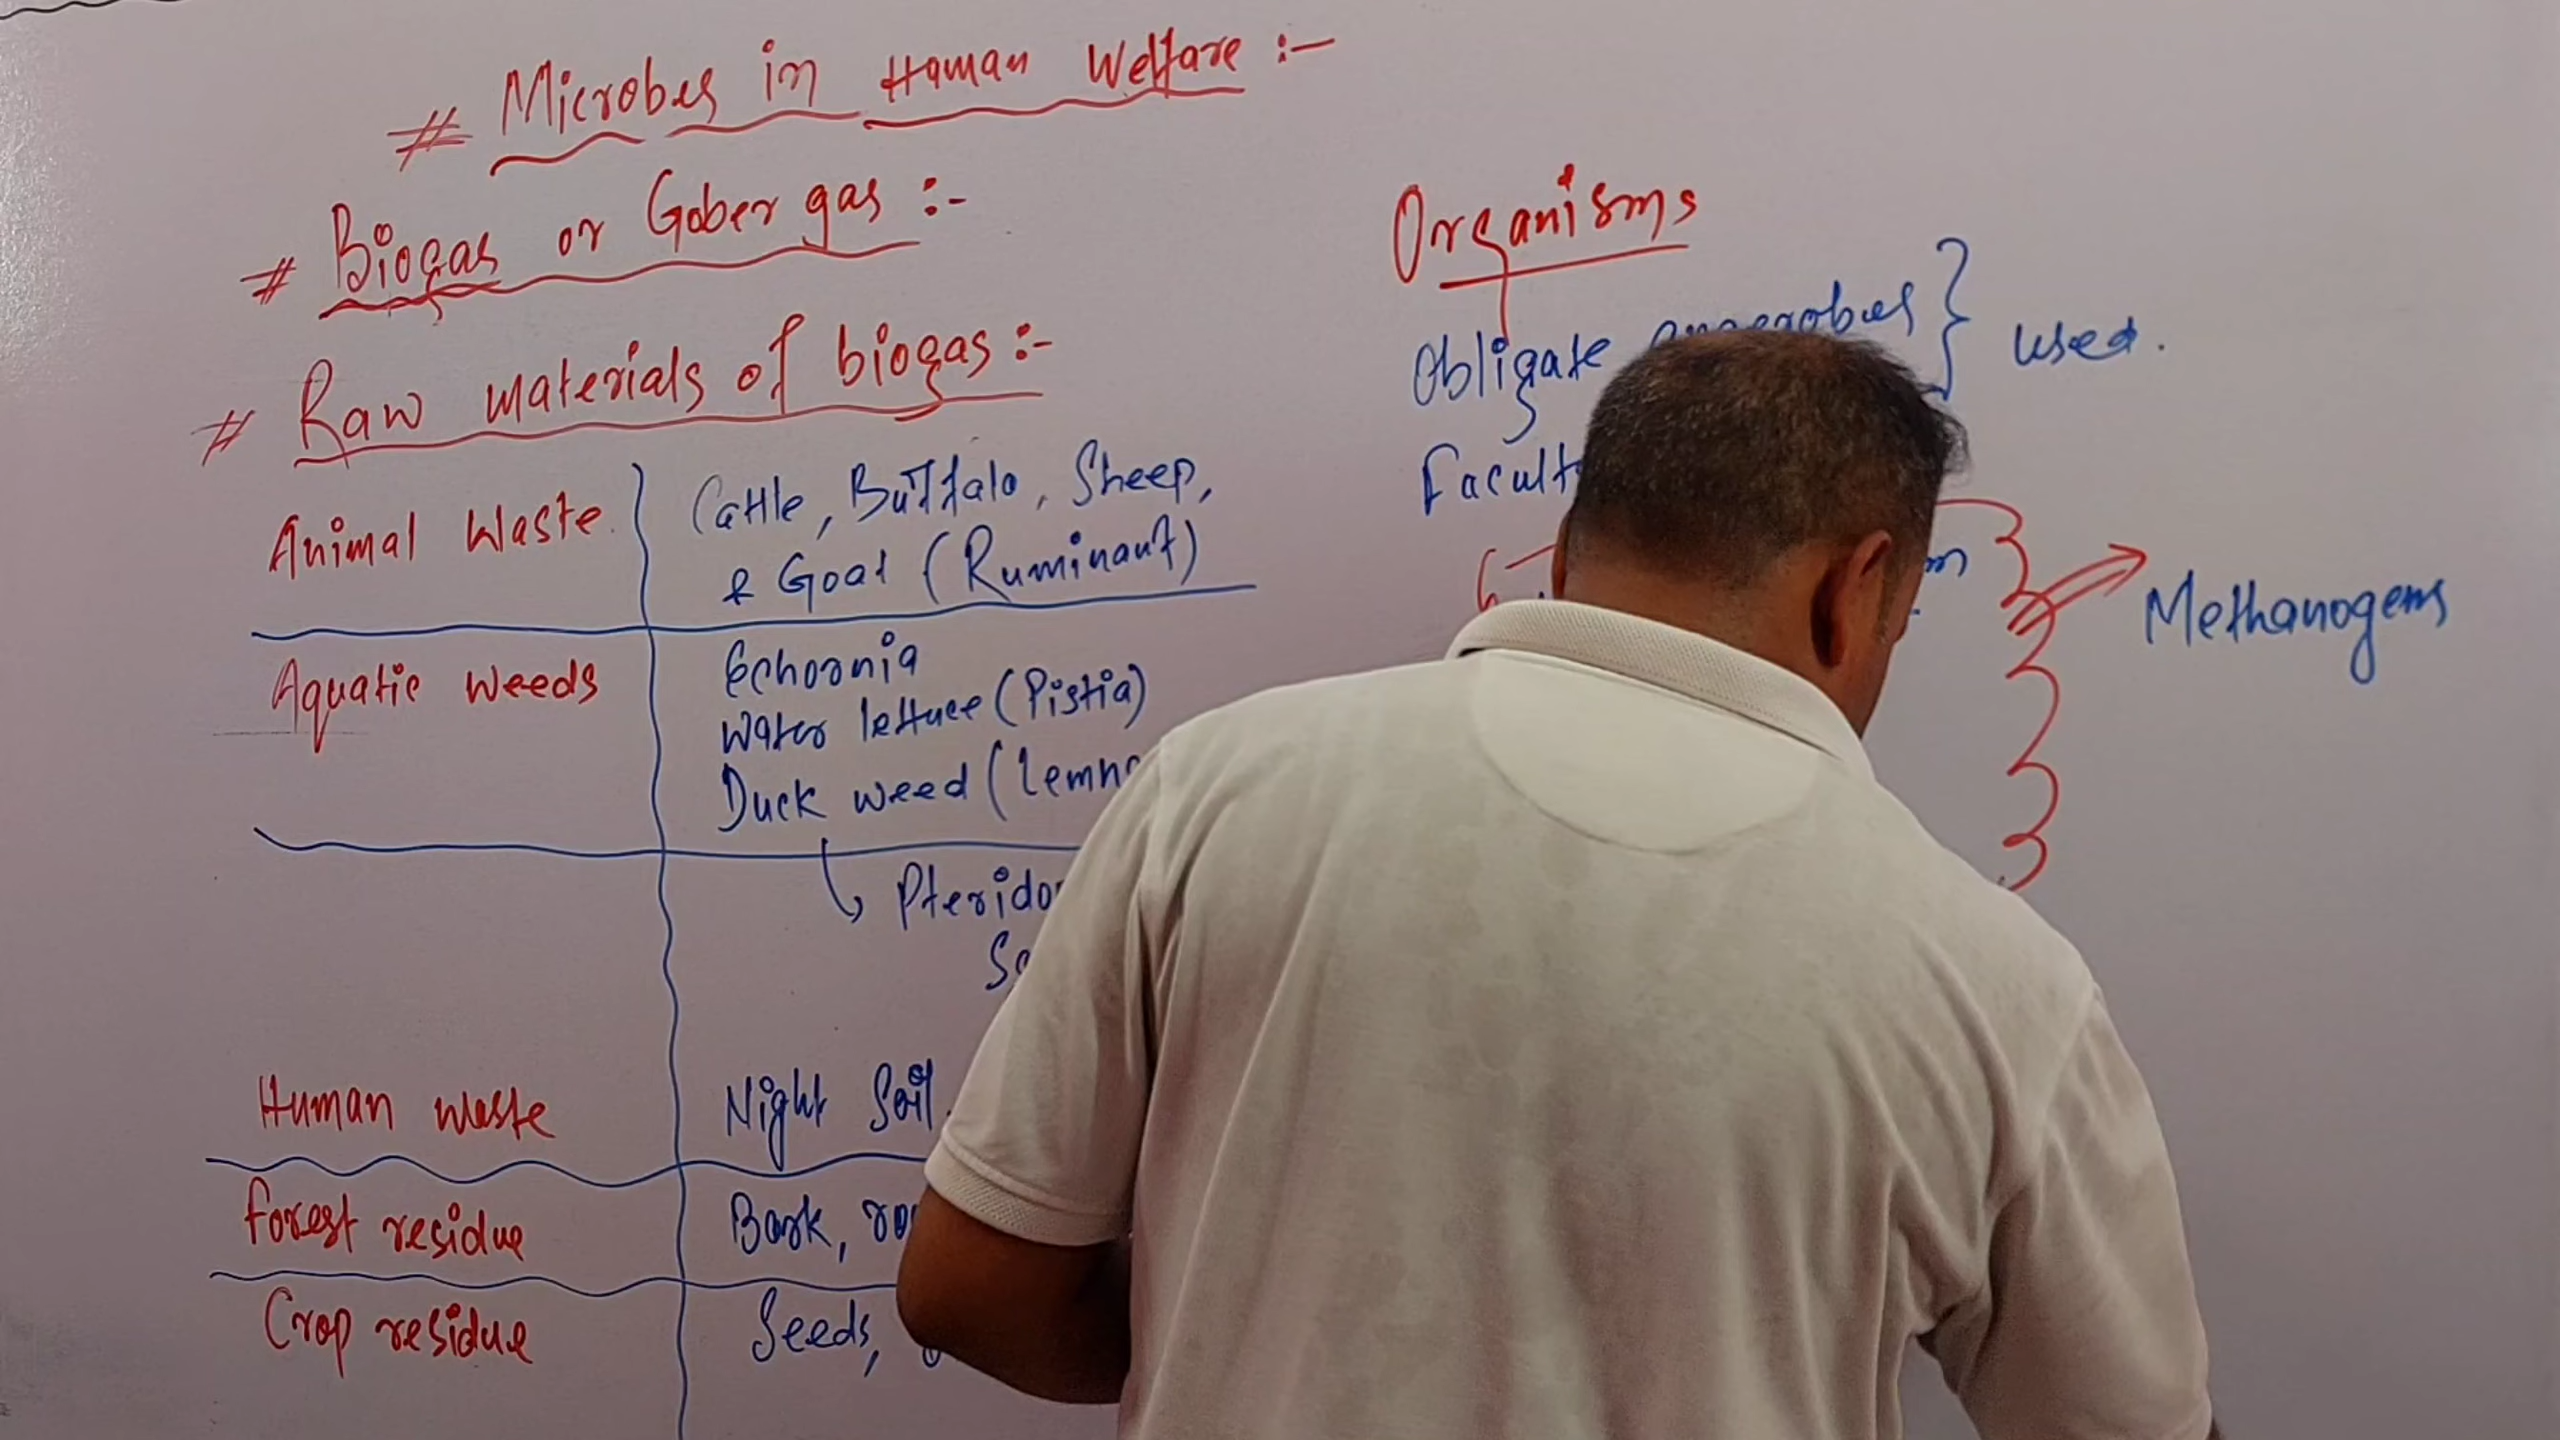 # Microbes in Human Welfare :-
# Biogas or Gober gas :-
# Raw materials of biogas :-
Animal Waste
Cattle, Buffalo, Sheep,
& Goat (Ruminant)
Aquatic weeds
Echornia
Water lettuce (Pistia)
Duck weed (Lemn
Pterido
Human waste
Night Soil.
Forest residue
Bark,
Crop residue
Seeds,
Organisms
Obligate anaerobes } used.
Facult
Methanogens